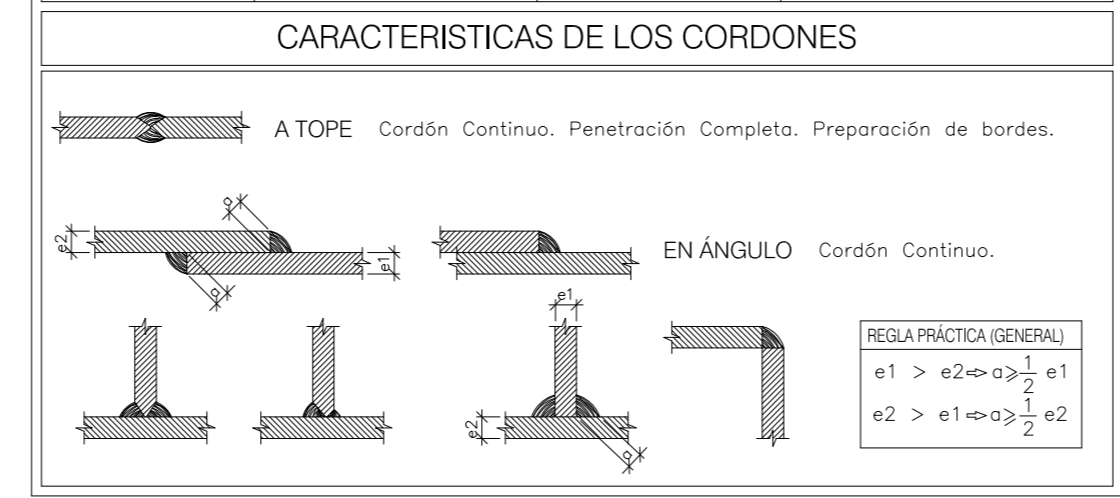 CARACTERISTICAS DE LOS CORDONES
A TOPE Cordón Continuo. Penetración Completa. Preparación de bordes.
a
e2
e1
a
EN ÁNGULO Cordón Continuo.
e1
e2
a
REGLA PRÁCTICA (GENERAL)
e1 > e2⇨a⩾1/2 e1
e2 > e1⇨a⩾1/2 e2